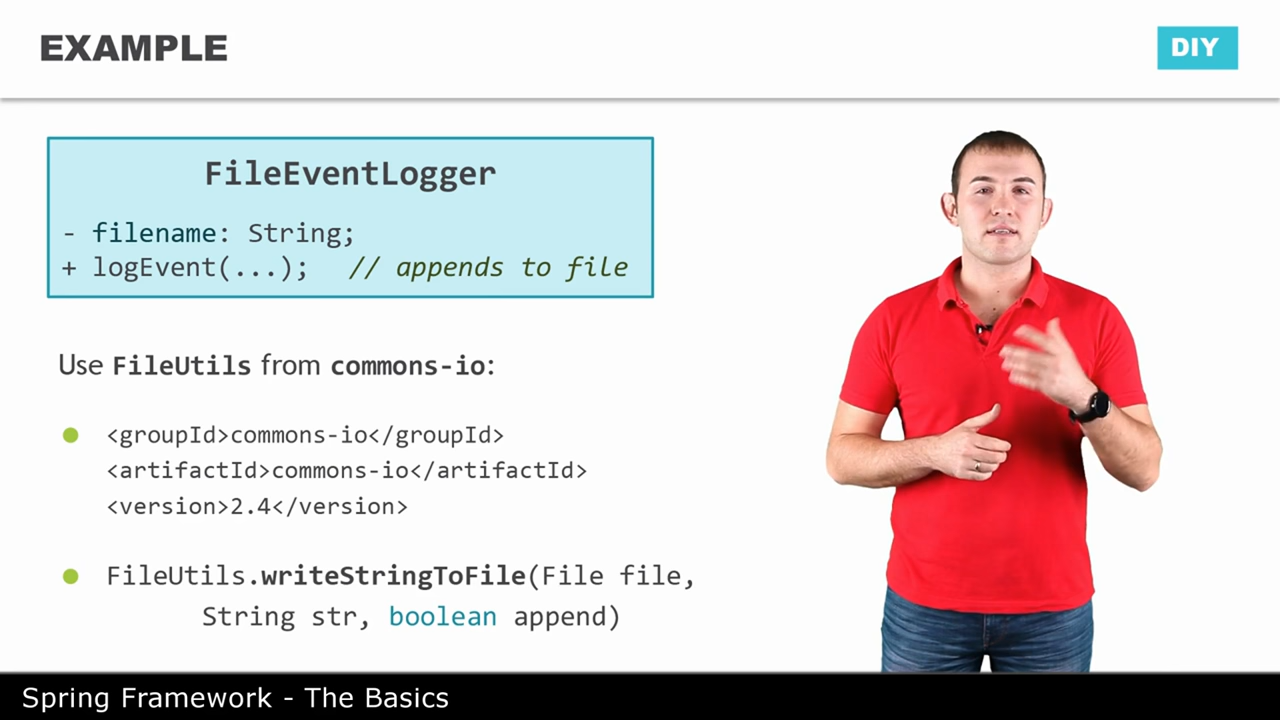 EXAMPLE
DIY
FileEventLogger
- filename: String;
+ logEvent(...); // appends to file
Use FileUtils from commons-io:
<groupId>commons-io</groupId>
<artifactId>commons-io</artifactId>
<version>2.4</version>
FileUtils.writeStringToFile(File file,
String str, boolean append)
Spring Framework - The Basics